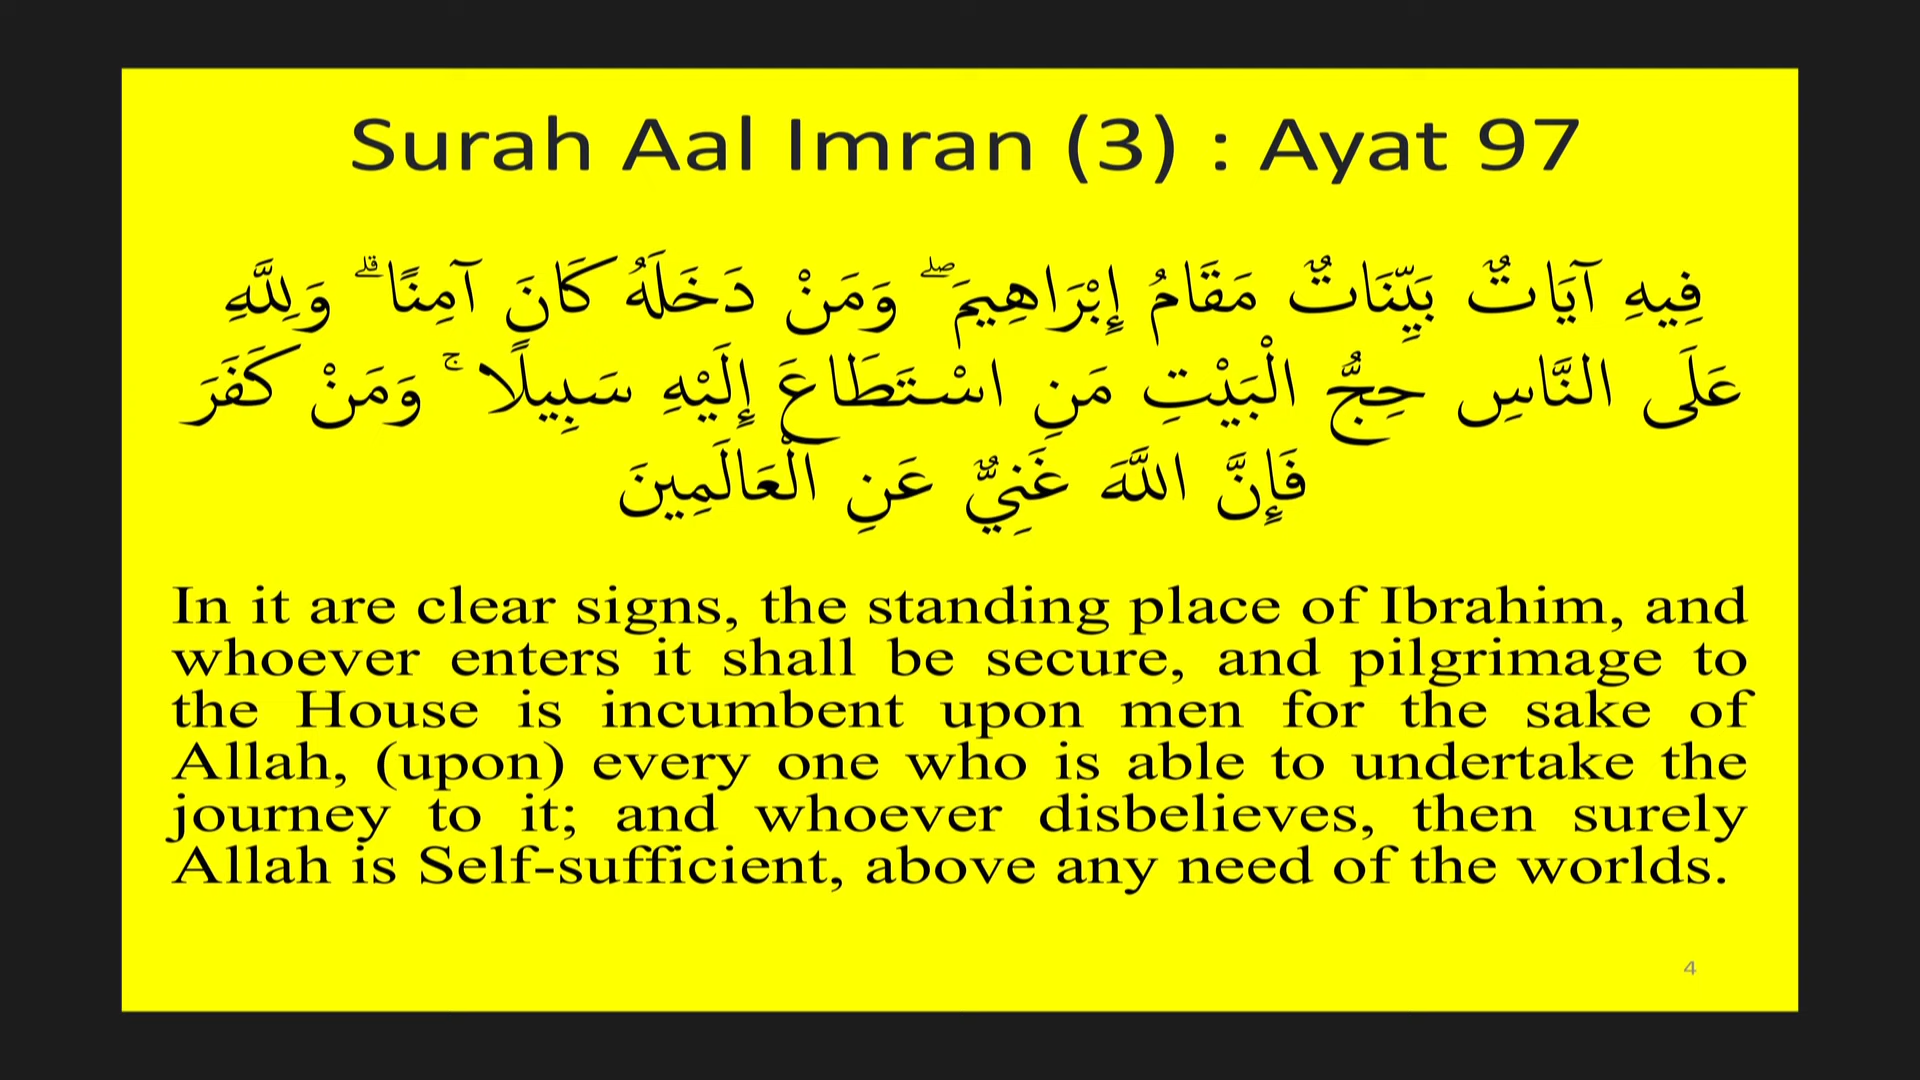 Surah Aal Imran (3) : Ayat 97
فِيهِ آيَاتٌ بَيِّنَاتٌ مَقَامُ إِبْرَاهِيمَ ۖ وَمَنْ دَخَلَهُ كَانَ آمِنًا ۗ وَلِلَّهِ
عَلَى النَّاسِ حِجُّ الْبَيْتِ مَنِ اسْتَطَاعَ إِلَيْهِ سَبِيلًا ۚ وَمَنْ كَفَرَ
فَإِنَّ اللَّهَ غَنِيٌّ عَنِ الْعَالَمِينَ
In it are clear signs, the standing place of Ibrahim, and
whoever enters it shall be secure, and pilgrimage to
the House is incumbent upon men for the sake of
Allah, (upon) every one who is able to undertake the
journey to it; and whoever disbelieves, then surely
Allah is Self-sufficient, above any need of the worlds.
4